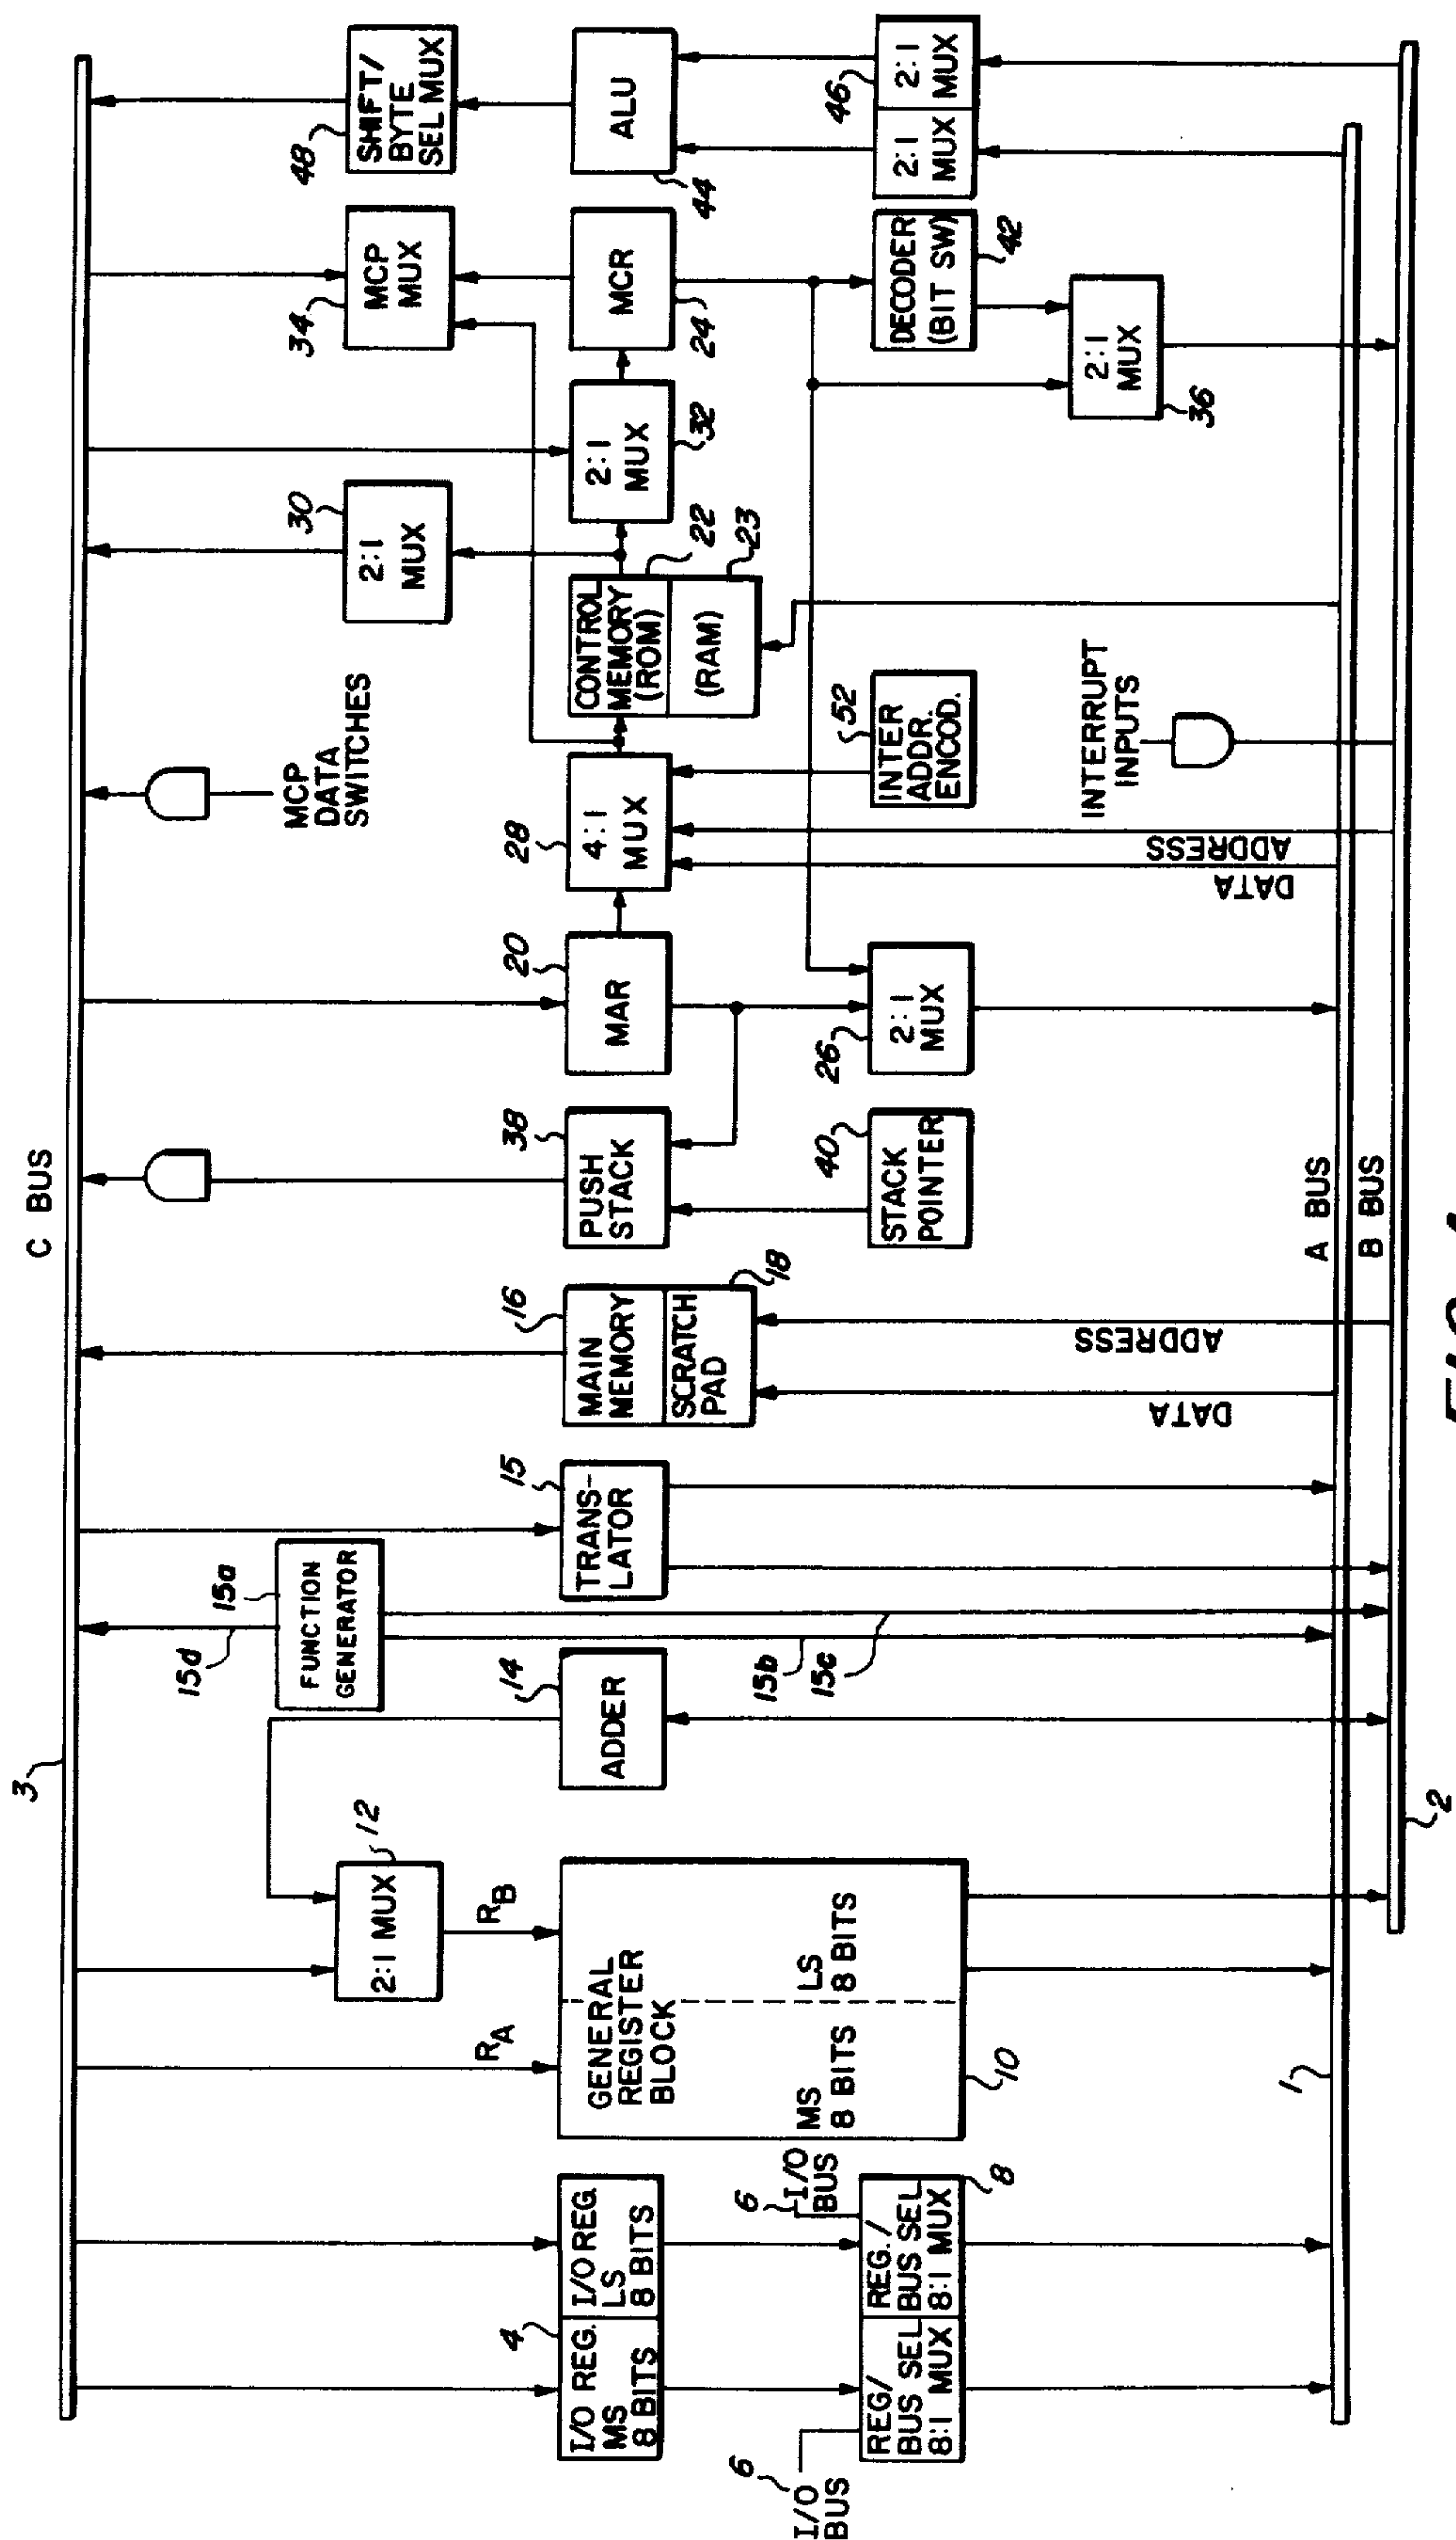 C BUS
3
SHIFT/
BYTE
SEL MUX
48
MCP
MUX
34
2:1
MUX
30
MCP
DATA
SWITCHES
FUNCTION
GENERATOR
15a
15d
2:1 MUX
12
RA
RB
I/O REG.
MS
8 BITS
4
I/O REG.
LS
8 BITS
GENERAL
REGISTER
BLOCK
MS
8 BITS
LS
8 BITS
10
ADDER
14
15b
15c
TRANS-
LATOR
15
MAIN
MEMORY
16
SCRATCH
PAD
18
PUSH
STACK
38
MAR
20
4:1
MUX
28
CONTROL
MEMORY
(ROM)
22
(RAM)
23
2:1
MUX
32
MCR
24
ALU
44
I/O
BUS
6
REG/
BUS SEL
8:1 MUX
I/O
BUS
6
REG./
BUS SEL
8:1 MUX
8
STACK
POINTER
40
2:1
MUX
26
INTER
ADDR.
ENCOD.
52
DECODER
(BIT SW)
42
2:1
MUX
2:1
MUX
46
2:1
MUX
36
DATA
ADDRESS
DATA
ADDRESS
INTERRUPT
INPUTS
A BUS
B BUS
1
2